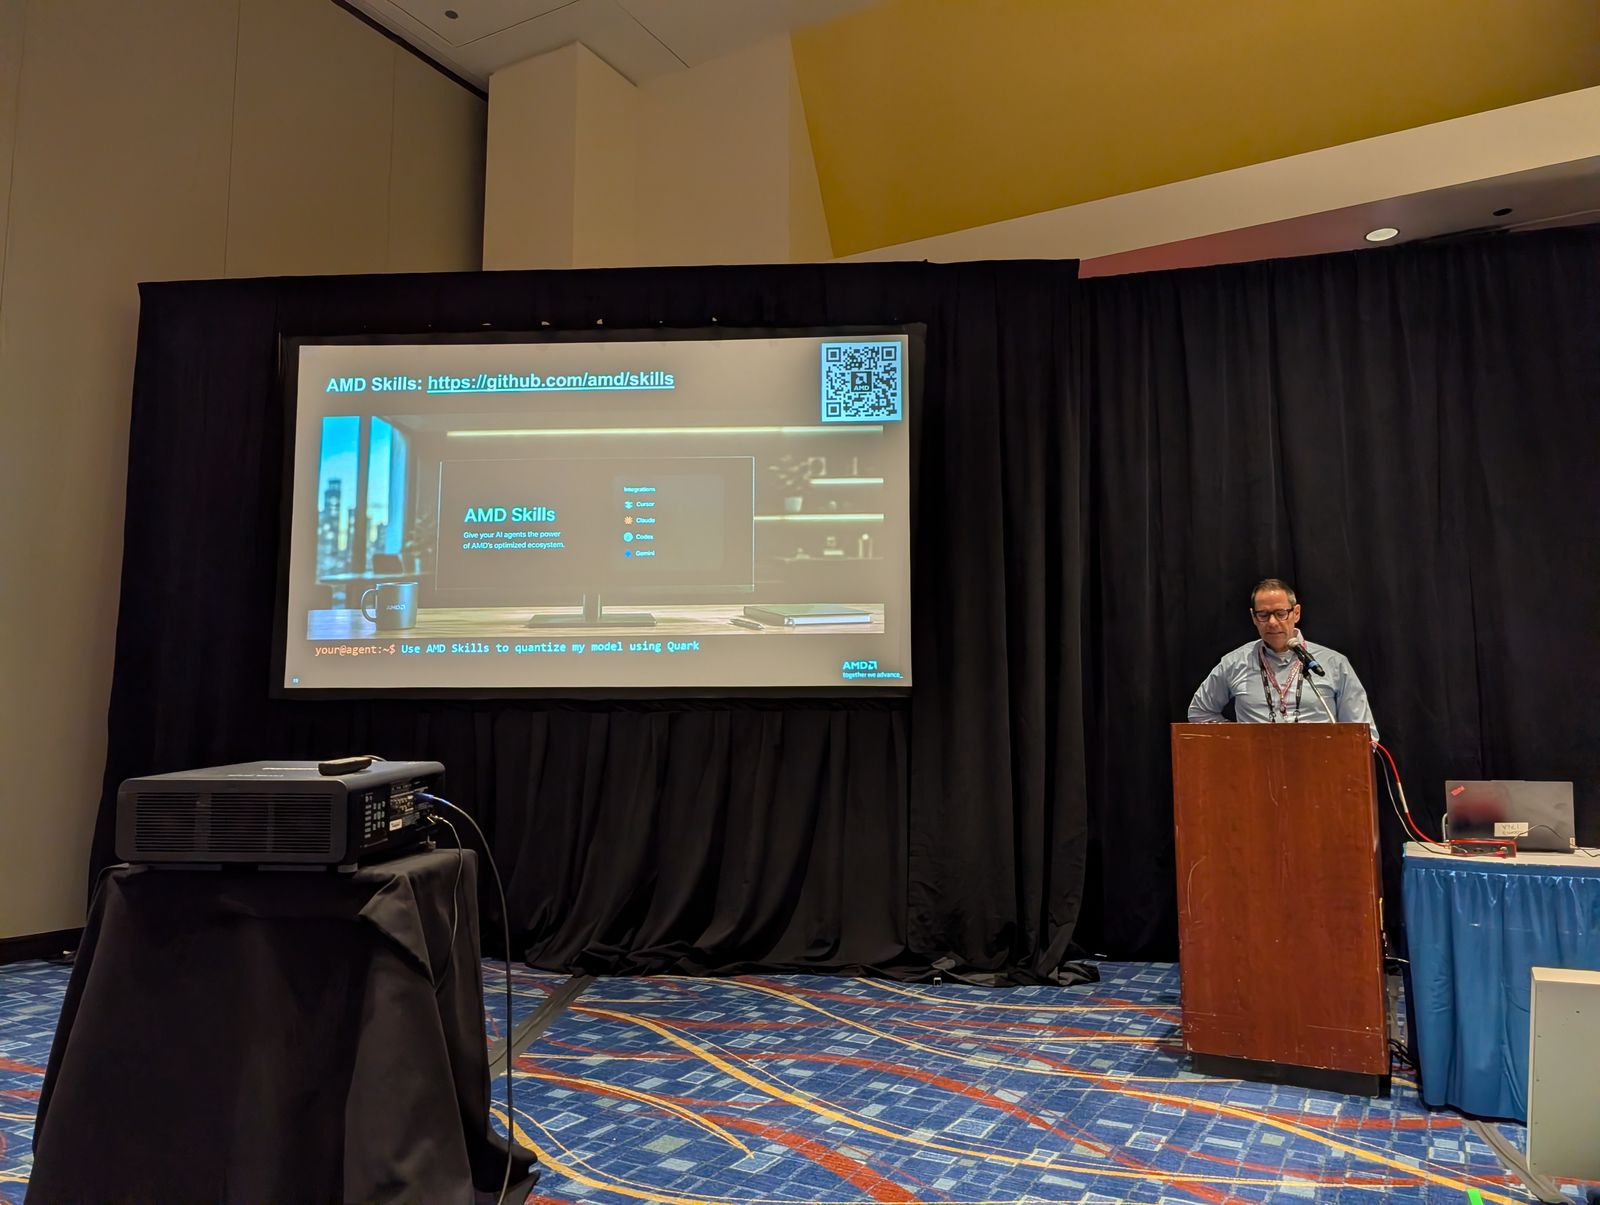 AMD Skills: https://github.com/amd/skills
AMD
AMD Skills
Give your AI agents the power
of AMD's optimized ecosystem.
Integrations
Cursor
Claude
Codex
Gemini
AMD
your@agent:~$ Use AMD Skills to quantize my model using Quark
AMD
together we advance_